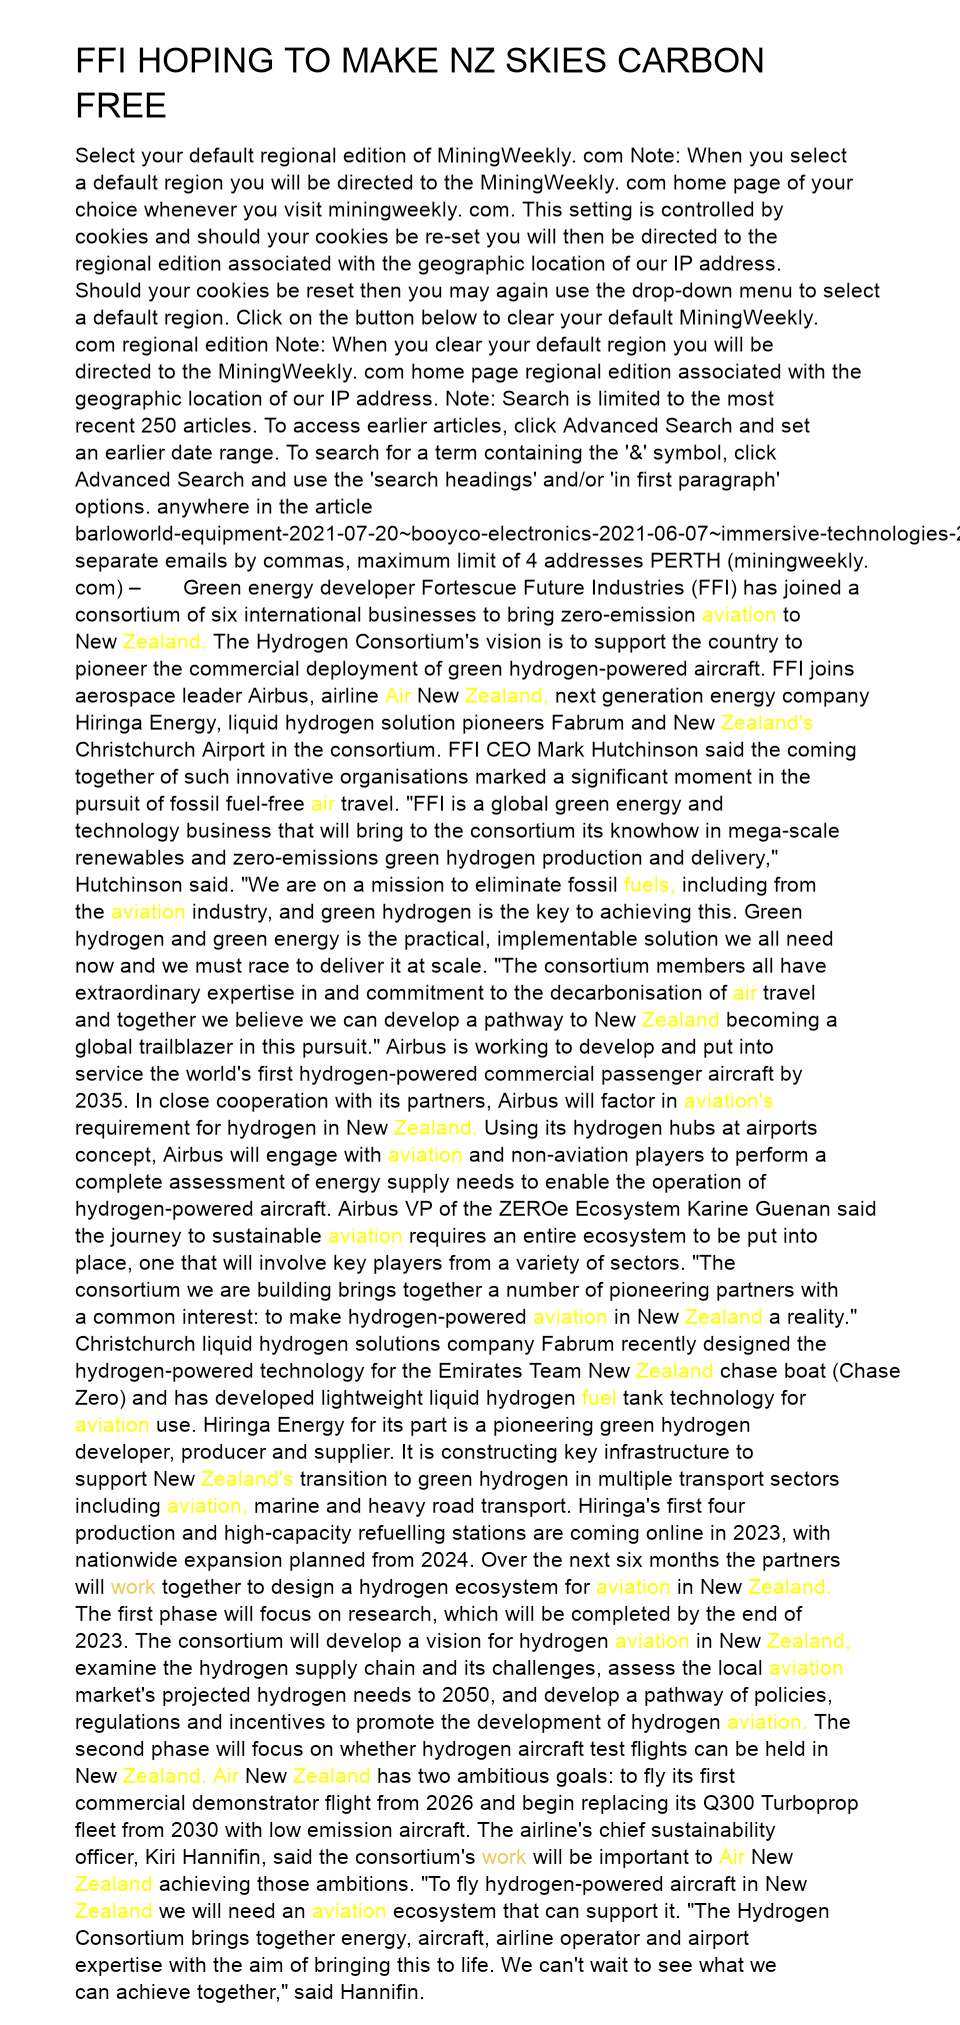 FFI HOPING TO MAKE NZ SKIES CARBON
FREE
Select your default regional edition of MiningWeekly. com Note: When you select
a default region you will be directed to the MiningWeekly. com home page of your
choice whenever you visit miningweekly. com. This setting is controlled by
cookies and should your cookies be re-set you will then be directed to the
regional edition associated with the geographic location of our IP address.
Should your cookies be reset then you may again use the drop-down menu to select
a default region. Click on the button below to clear your default MiningWeekly.
com regional edition Note: When you clear your default region you will be
directed to the MiningWeekly. com home page regional edition associated with the
geographic location of our IP address. Note: Search is limited to the most
recent 250 articles. To access earlier articles, click Advanced Search and set
an earlier date range. To search for a term containing the '&' symbol, click
Advanced Search and use the 'search headings' and/or 'in first paragraph'
options. anywhere in the article
barloworld-equipment-2021-07-20~booyco-electronics-2021-06-07~immersive-technologies-2
separate emails by commas, maximum limit of 4 addresses PERTH (miningweekly.
com) – Green energy developer Fortescue Future Industries (FFI) has joined a
consortium of six international businesses to bring zero-emission aviation to
New Zealand. The Hydrogen Consortium's vision is to support the country to
pioneer the commercial deployment of green hydrogen-powered aircraft. FFI joins
aerospace leader Airbus, airline Air New Zealand, next generation energy company
Hiringa Energy, liquid hydrogen solution pioneers Fabrum and New Zealand's
Christchurch Airport in the consortium. FFI CEO Mark Hutchinson said the coming
together of such innovative organisations marked a significant moment in the
pursuit of fossil fuel-free air travel. "FFI is a global green energy and
technology business that will bring to the consortium its knowhow in mega-scale
renewables and zero-emissions green hydrogen production and delivery,"
Hutchinson said. "We are on a mission to eliminate fossil fuels, including from
the aviation industry, and green hydrogen is the key to achieving this. Green
hydrogen and green energy is the practical, implementable solution we all need
now and we must race to deliver it at scale. "The consortium members all have
extraordinary expertise in and commitment to the decarbonisation of air travel
and together we believe we can develop a pathway to New Zealand becoming a
global trailblazer in this pursuit." Airbus is working to develop and put into
service the world's first hydrogen-powered commercial passenger aircraft by
2035. In close cooperation with its partners, Airbus will factor in aviation's
requirement for hydrogen in New Zealand. Using its hydrogen hubs at airports
concept, Airbus will engage with aviation and non-aviation players to perform a
complete assessment of energy supply needs to enable the operation of
hydrogen-powered aircraft. Airbus VP of the ZEROe Ecosystem Karine Guenan said
the journey to sustainable aviation requires an entire ecosystem to be put into
place, one that will involve key players from a variety of sectors. "The
consortium we are building brings together a number of pioneering partners with
a common interest: to make hydrogen-powered aviation in New Zealand a reality."
Christchurch liquid hydrogen solutions company Fabrum recently designed the
hydrogen-powered technology for the Emirates Team New Zealand chase boat (Chase
Zero) and has developed lightweight liquid hydrogen fuel tank technology for
aviation use. Hiringa Energy for its part is a pioneering green hydrogen
developer, producer and supplier. It is constructing key infrastructure to
support New Zealand's transition to green hydrogen in multiple transport sectors
including aviation, marine and heavy road transport. Hiringa's first four
production and high-capacity refuelling stations are coming online in 2023, with
nationwide expansion planned from 2024. Over the next six months the partners
will work together to design a hydrogen ecosystem for aviation in New Zealand.
The first phase will focus on research, which will be completed by the end of
2023. The consortium will develop a vision for hydrogen aviation in New Zealand,
examine the hydrogen supply chain and its challenges, assess the local aviation
market's projected hydrogen needs to 2050, and develop a pathway of policies,
regulations and incentives to promote the development of hydrogen aviation. The
second phase will focus on whether hydrogen aircraft test flights can be held in
New Zealand. Air New Zealand has two ambitious goals: to fly its first
commercial demonstrator flight from 2026 and begin replacing its Q300 Turboprop
fleet from 2030 with low emission aircraft. The airline's chief sustainability
officer, Kiri Hannifin, said the consortium's work will be important to Air New
Zealand achieving those ambitions. "To fly hydrogen-powered aircraft in New
Zealand we will need an aviation ecosystem that can support it. "The Hydrogen
Consortium brings together energy, aircraft, airline operator and airport
expertise with the aim of bringing this to life. We can't wait to see what we
can achieve together," said Hannifin.